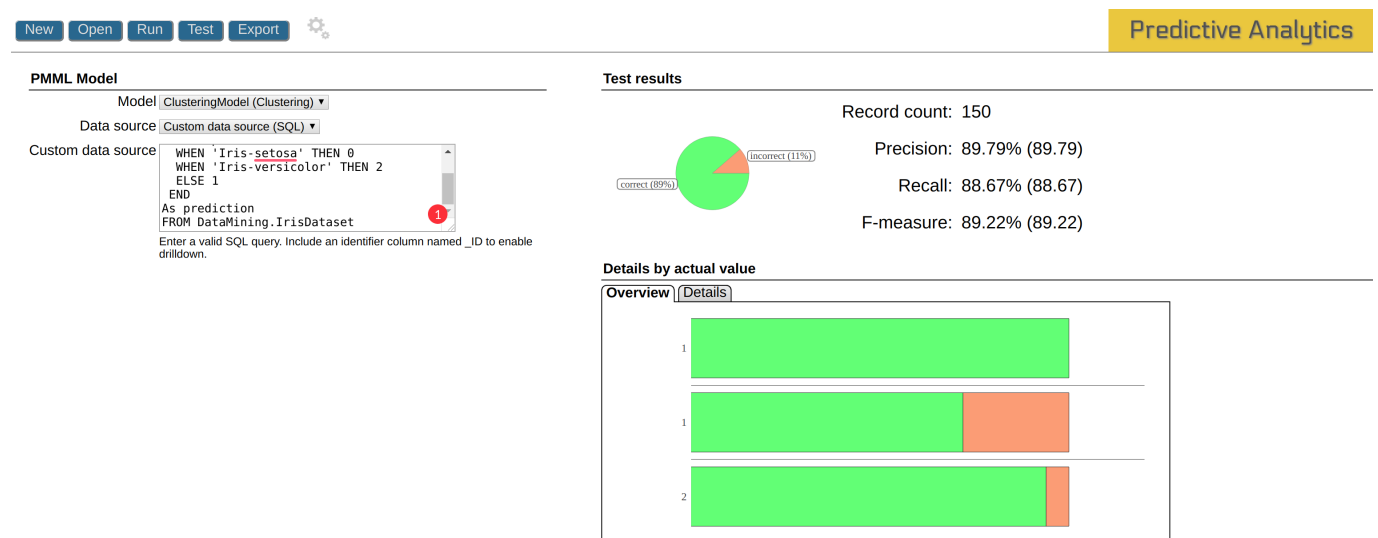 New Open Run Test Export
Predictive Analytics
PMML Model
Model ClusteringModel (Clustering)
Data source Custom data source (SQL)
Custom data source
WHEN 'Iris-setosa' THEN 0
WHEN 'Iris-versicolor' THEN 2
ELSE 1
END
As prediction
FROM DataMining.IrisDataset
1
Enter a valid SQL query. Include an identifier column named _ID to enable
drilldown.
Test results
incorrect (11%)
correct (89%)
Record count: 150
Precision: 89.79% (89.79)
Recall: 88.67% (88.67)
F-measure: 89.22% (89.22)
Details by actual value
Overview Details
1
1
2